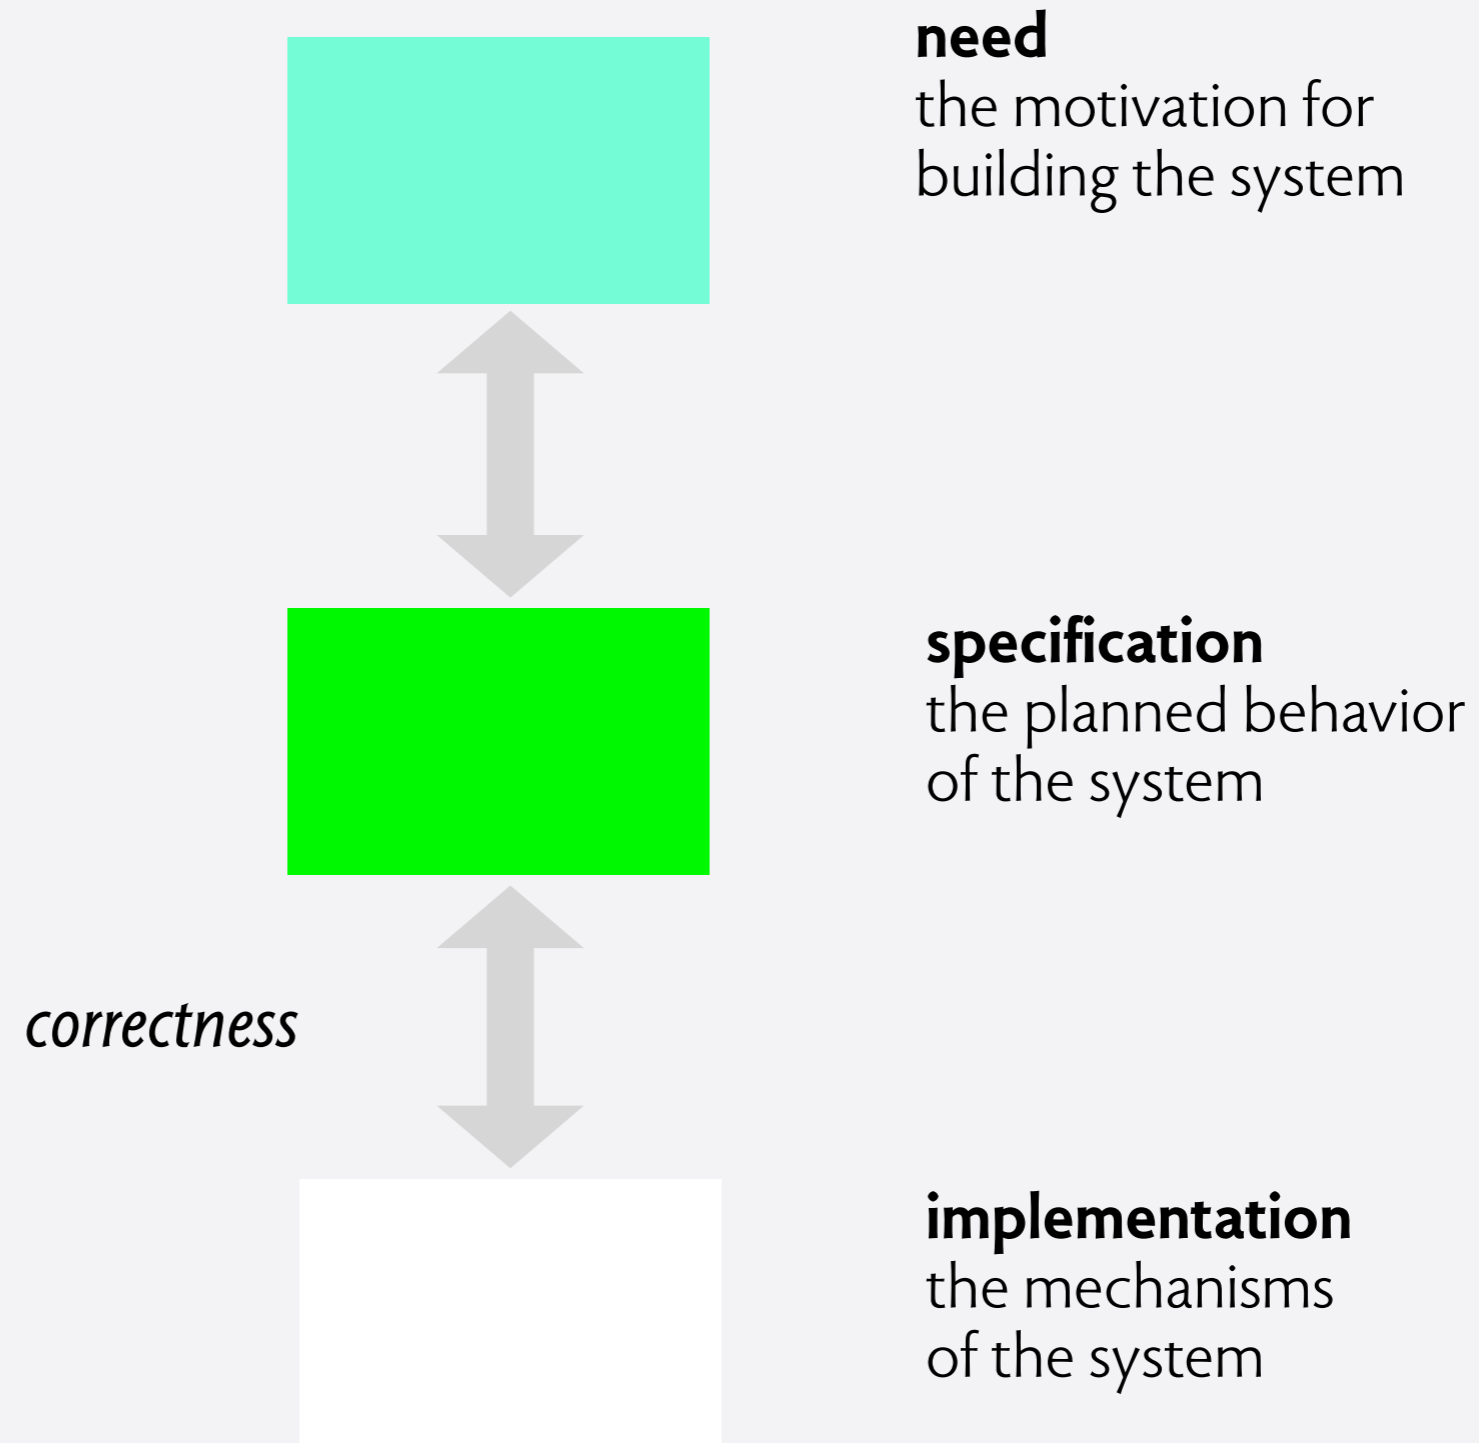 need
the motivation for
building the system
specification
the planned behavior
of the system
correctness
implementation
the mechanisms
of the system